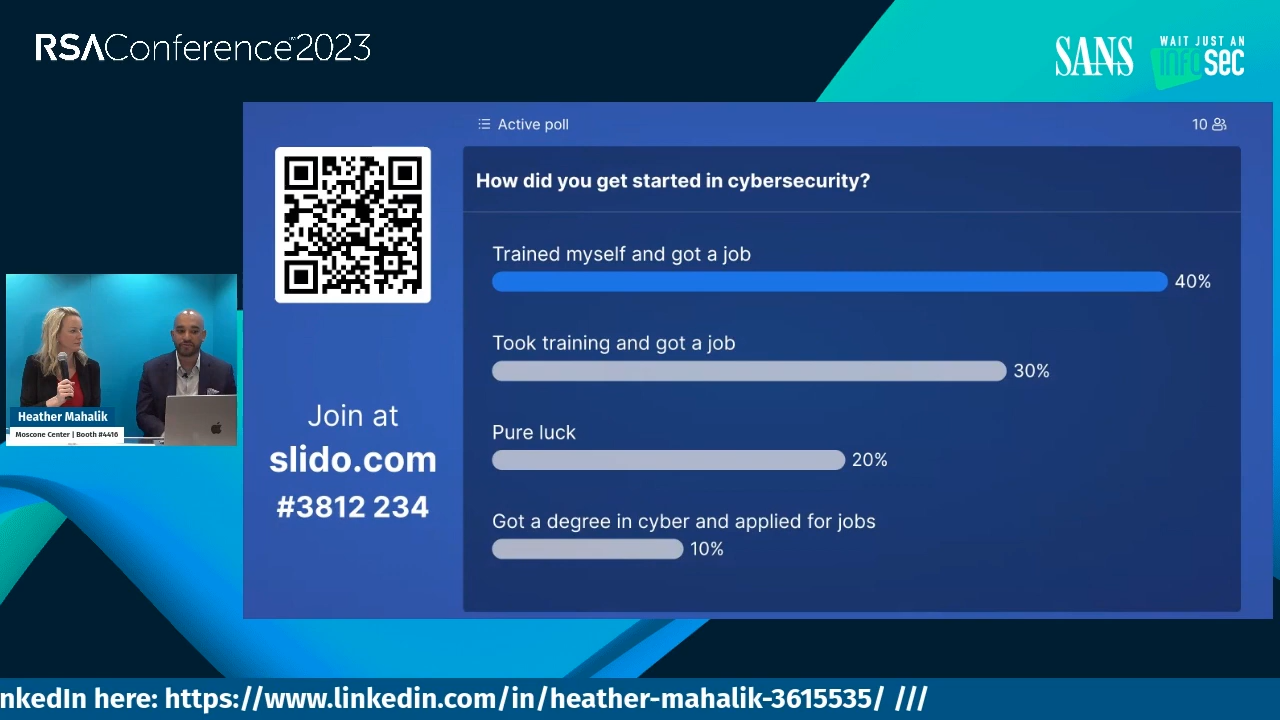 RSAConference™2023
SANS
WAIT JUST AN
INFOSEC
Active poll
10
How did you get started in cybersecurity?
Trained myself and got a job
40%
Took training and got a job
30%
Pure luck
20%
Got a degree in cyber and applied for jobs
10%
Join at
slido.com
#3812 234
Heather Mahalik
Moscone Center | Booth #4416
nkedIn here: https://www.linkedin.com/in/heather-mahalik-3615535/ ///